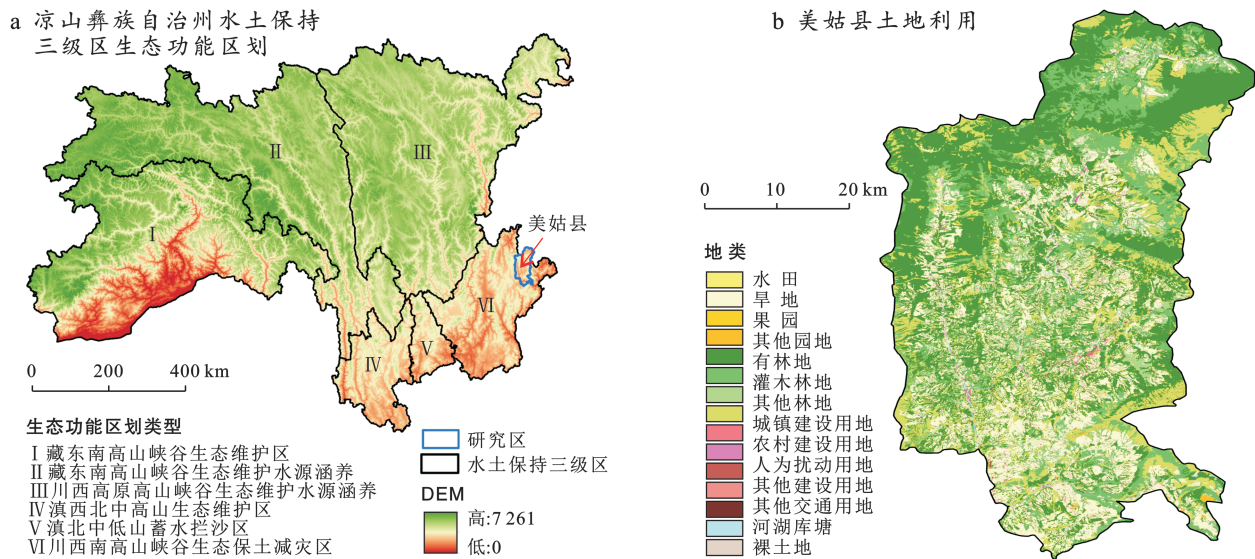 a 凉山彝族自治州水土保持
三级区生态功能区划
Ⅱ
Ⅲ
Ⅰ
美姑县
Ⅵ
Ⅴ
Ⅳ
0 200 400 km
生态功能区划类型
Ⅰ藏东南高山峡谷生态维护区
Ⅱ藏东南高山峡谷生态维护水源涵养
Ⅲ川西高原高山峡谷生态维护水源涵养
Ⅳ滇西北中高山生态维护区
Ⅴ滇北中低山蓄水拦沙区
Ⅵ川西南高山峡谷生态保土减灾区
研究区
水土保持三级区
DEM
高:7 261
低:0
b 美姑县土地利用
0 10 20 km
地类
水田
旱地
果园
其他园地
有林地
灌木林地
其他林地
城镇建设用地
农村建设用地
人为扰动用地
其他建设用地
其他交通用地
河湖库塘
裸土地